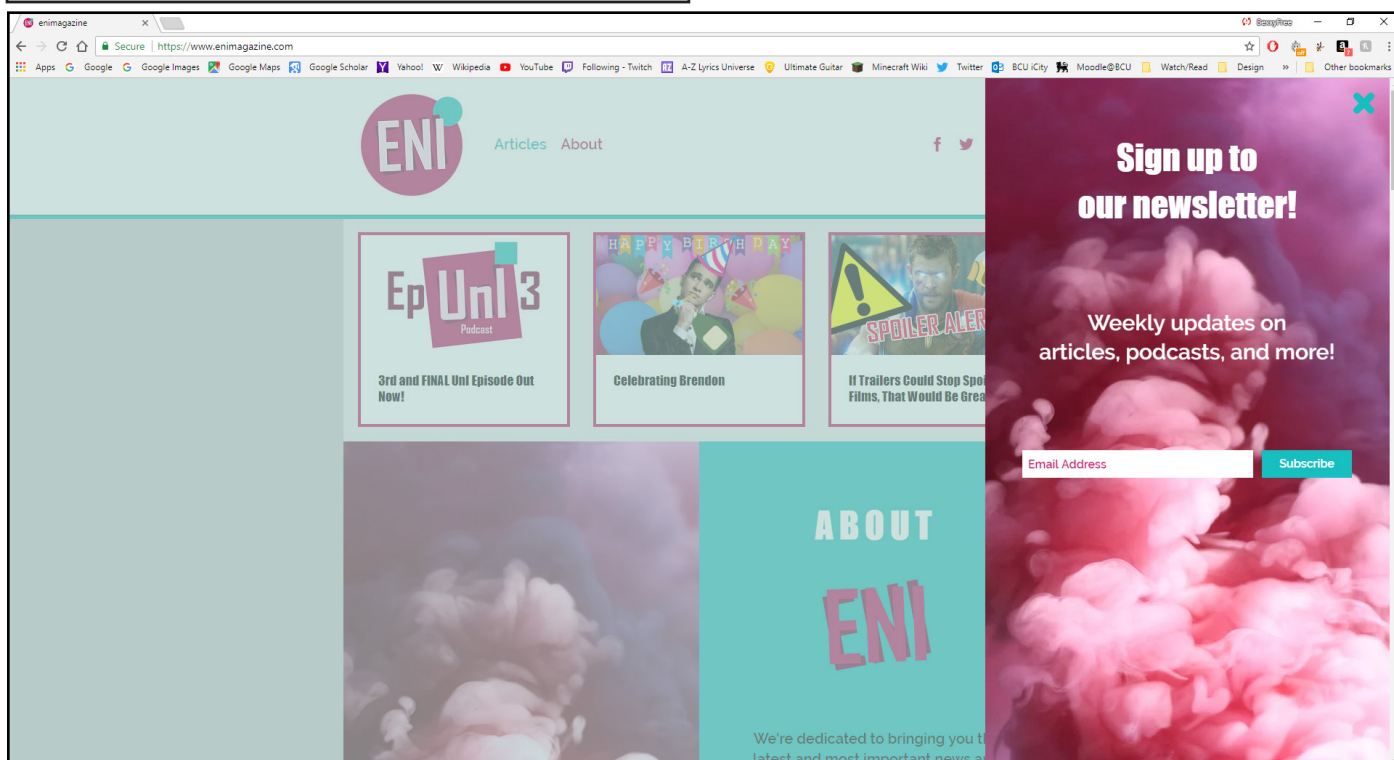 enimagazine
DexxyFree
Secure | https://www.enimagazine.com
Apps Google Google Images Google Maps Google Scholar Yahoo! Wikipedia YouTube Following - Twitch A-Z Lyrics Universe Ultimate Guitar Minecraft Wiki Twitter BCU iCity Moodle@BCU Watch/Read Design » Other bookmarks
ENI
Articles About
Sign up to
our newsletter!
Weekly updates on
articles, podcasts, and more!
Email Address
Subscribe
Ep UnI 3
Podcast
3rd and FINAL UnI Episode Out
Now!
HAPPY BIRTHDAY
Celebrating Brendon
SPOILER ALER
If Trailers Could Stop Spoi
Films, That Would Be Grea
ABOUT
ENI
We're dedicated to bringing you th
latest and most important news a